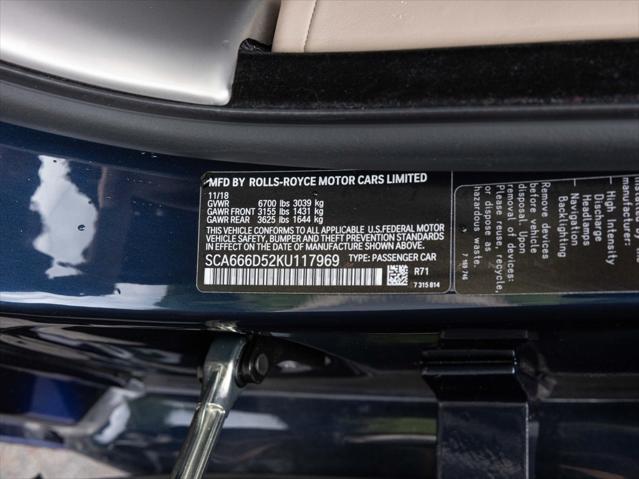 MFD BY ROLLS-ROYCE MOTOR CARS LIMITED
11/18
GVWR 6700 lbs 3039 kg
GAWR FRONT 3155 lbs 1431 kg
GAWR REAR 3625 lbs 1644 kg
THIS VEHICLE CONFORMS TO ALL APPLICABLE U.S.FEDERAL MOTOR
VEHICLE SAFETY, BUMPER AND THEFT PREVENTION STANDARDS IN EFFECT
ON THE DATE OF MANUFACTURE SHOWN ABOVE.
SCA666D52KU117969 TYPE: PASSENGER CAR
R71
7 315 814
High Intensity
Discharge
Headlamps
Navigation
Backlighting
Removes devices
before vehicle
disposal. Upon
removal of devices
Please reuse, recycle,
hazardous waste.